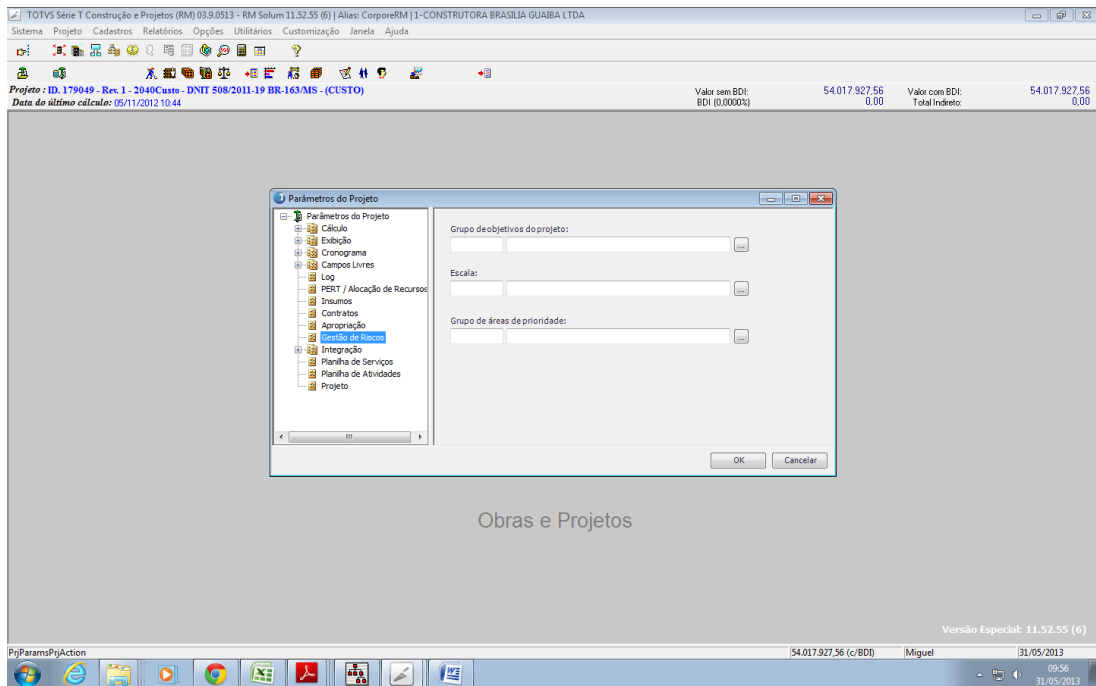 TOTVS Série T Construção e Projetos (RM) 03.9.0513 - RM Solum 11.52.55 (6) | Alias: CorporeRM | 1-CONSTRUTORA BRASILIA GUAIBA LTDA
Sistema Projeto Cadastros Relatórios Opções Utilitários Customização Janela Ajuda
Projeto : ID. 179049 - Rev. 1 - 2040Custo - DNIT 508/2011-19 BR-163/MS - (CUSTO) Valor sem BDI: 54.017.927,56 Valor com BDI: 54.017.927,56
Data do último cálculo: 05/11/2012 10:44 BDI (0,0000%) 0,00 Total Indireto: 0,00
Parâmetros do Projeto
Parâmetros do Projeto
Cálculo
Exibição
Cronograma
Campos Livres
Log
PERT / Alocação de Recursos
Insumos
Contratos
Apropriação
Gestão de Riscos
Integração
Planilha de Serviços
Planilha de Atividades
Projeto
Grupo de objetivos do projeto:
...
Escala:
...
Grupo de áreas de prioridade:
...
OK Cancelar
Obras e Projetos
Versão Especial: 11.52.55 (6)
PrjParamsPrjAction 54.017.927,56 (c/BDI) Miguel 31/05/2013
09:56
31/05/2013